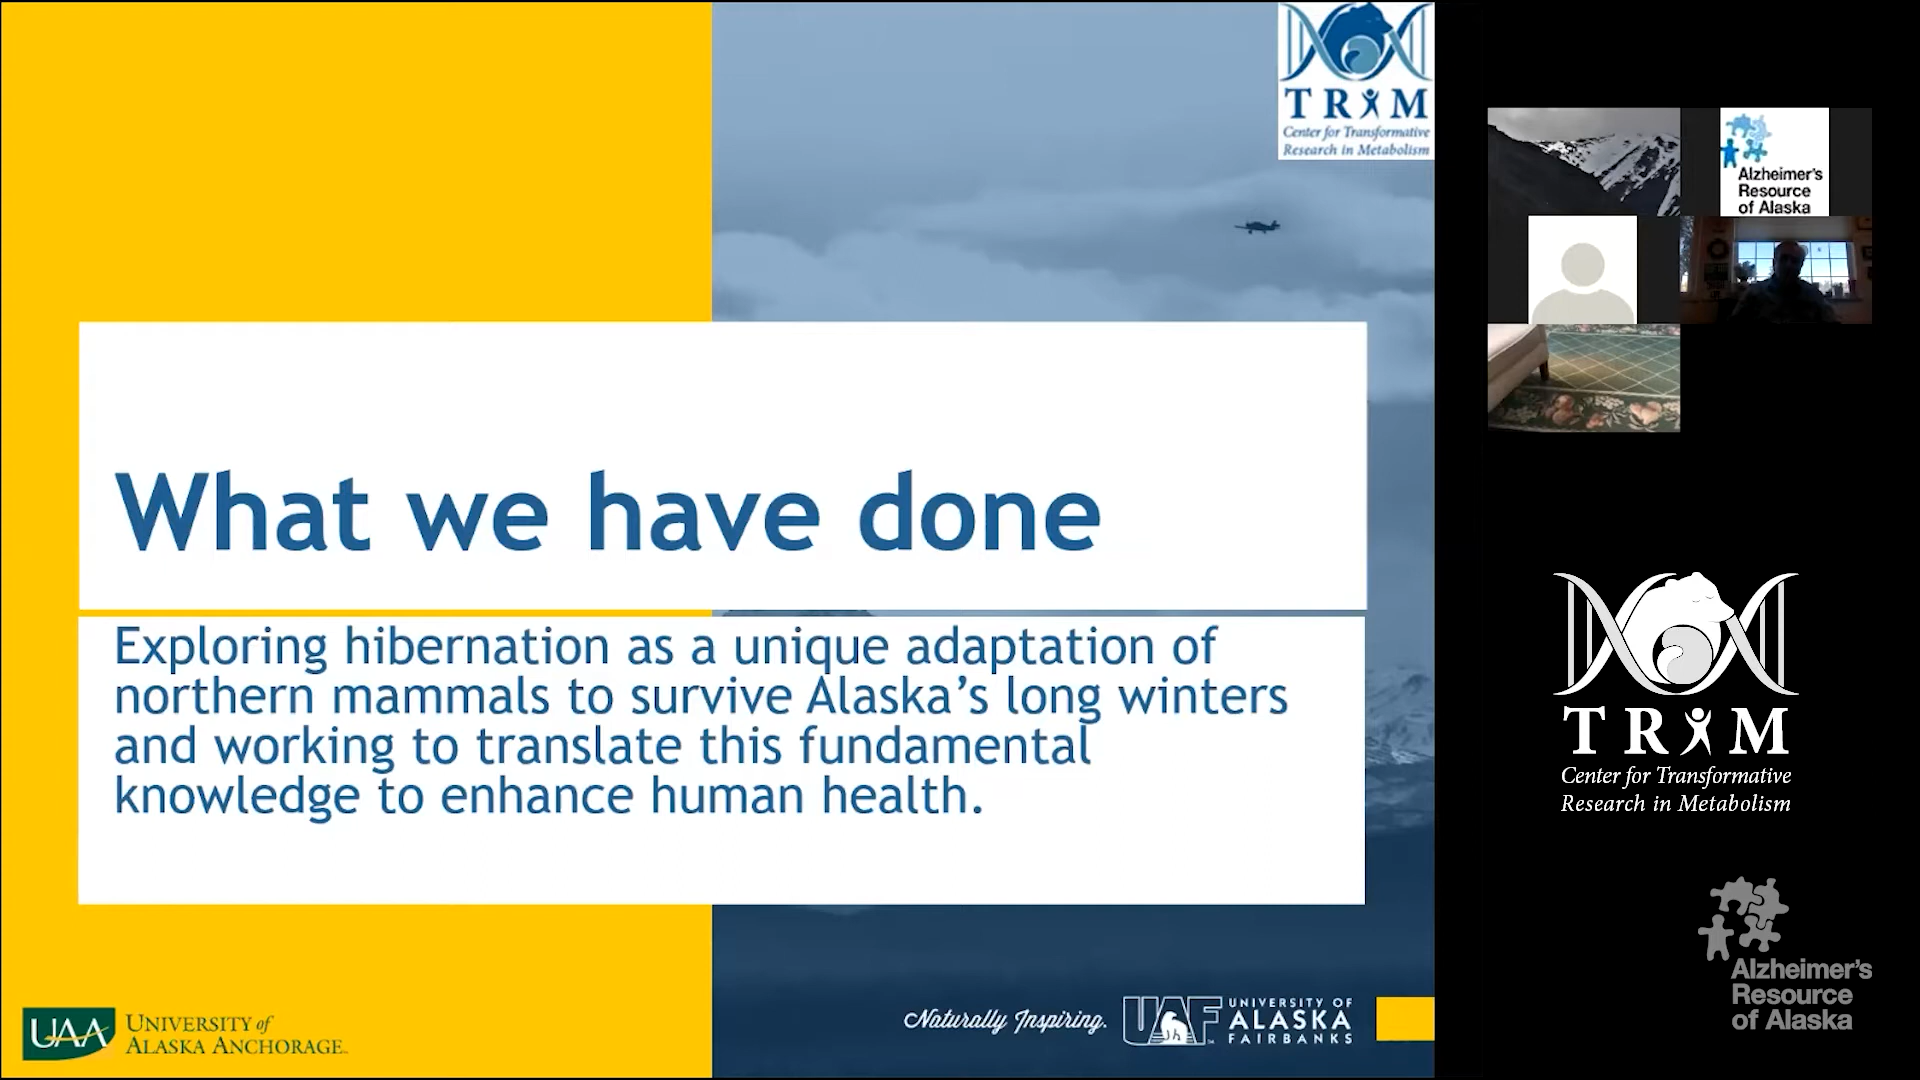 TRiM
Center for Transformative
Research in Metabolism
What we have done
Exploring hibernation as a unique adaptation of
northern mammals to survive Alaska’s long winters
and working to translate this fundamental
knowledge to enhance human health.
UAA
UNIVERSITY of
ALASKA ANCHORAGE
Naturally Inspiring.
UAF
UNIVERSITY OF
ALASKA
FAIRBANKS
Alzheimer's
Resource
of Alaska
TRiM
Center for Transformative
Research in Metabolism
Alzheimer's
Resource
of Alaska